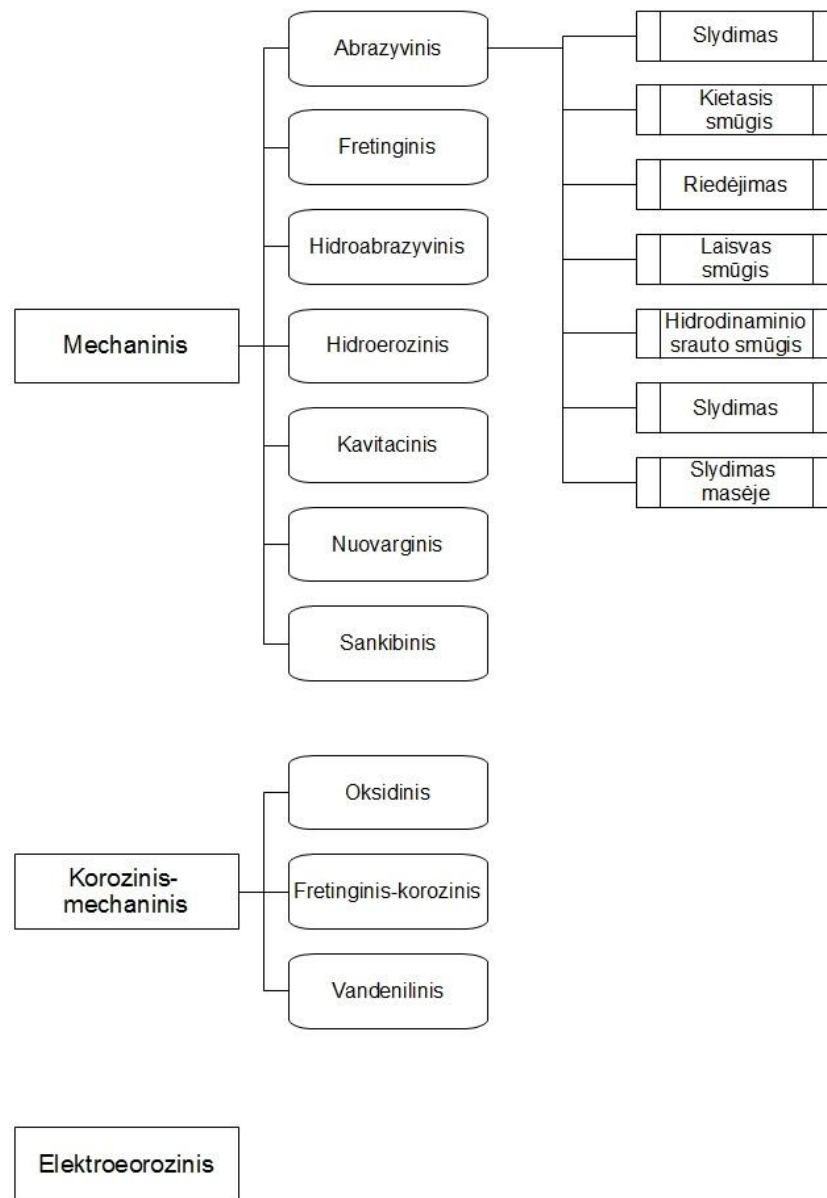 Abrazyvinis
Slydimas
Kietasis
smūgis
Fretinginis
Riedėjimas
Hidroabrazyvinis
Laisvas
smūgis
Mechaninis
Hidroerozinis
Hidrodinaminio
srauto smūgis
Kavitacinis
Slydimas
Slydimas
masėje
Nuovarginis
Sankibinis
Oksidinis
Korozinis-
mechaninis
Fretinginis-korozinis
Vandenilinis
Elektroeorozinis